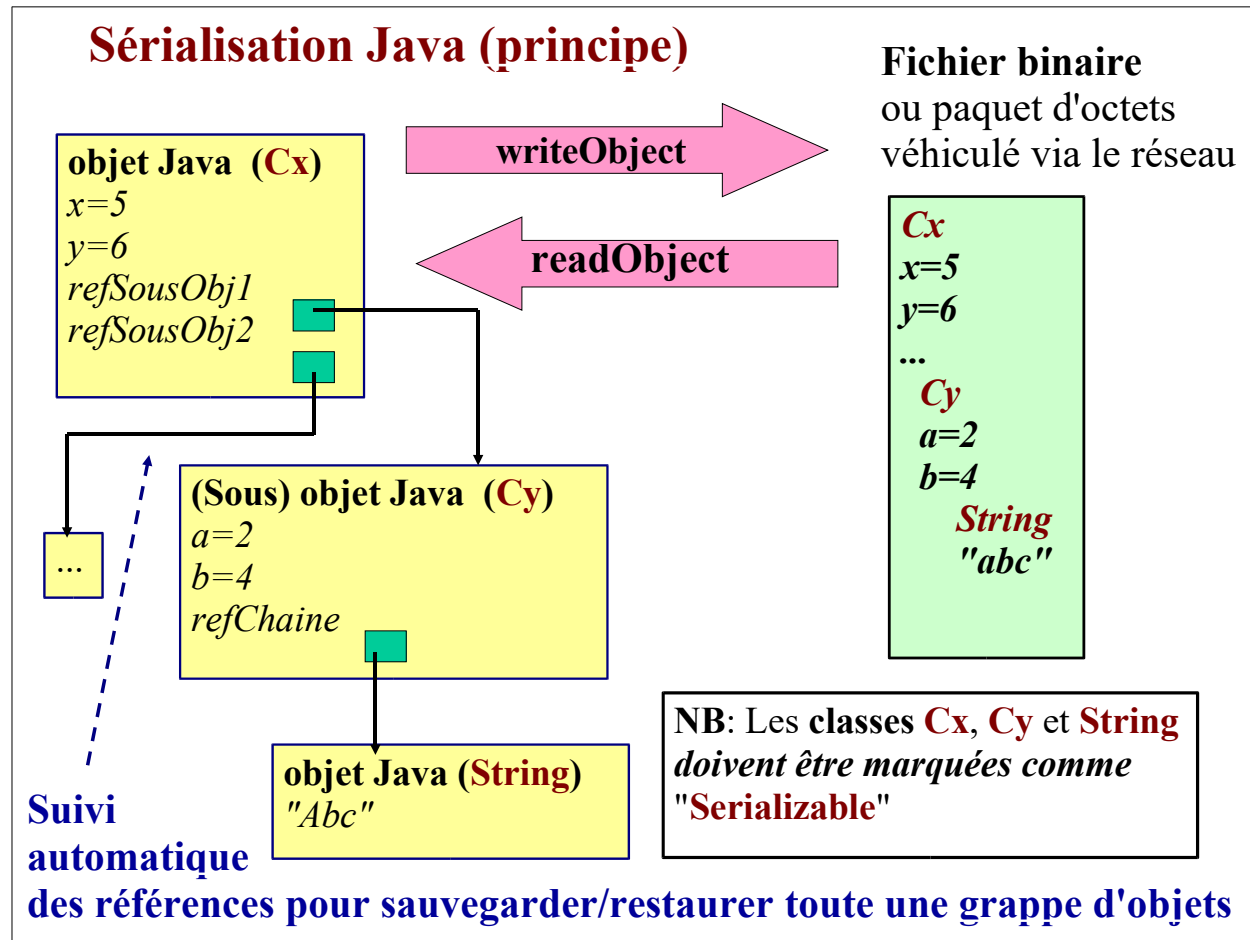 Sérialisation Java (principe)
Fichier binaire
ou paquet d'octets
véhiculé via le réseau
writeObject
readObject
objet Java (Cx)
x=5
y=6
refSousObj1
refSousObj2
Cx
x=5
y=6
...
Cy
a=2
b=4
String
"abc"
(Sous) objet Java (Cy)
a=2
b=4
refChaine
...
objet Java (String)
"Abc"
NB: Les classes Cx, Cy et String
doivent être marquées comme
"Serializable"
Suivi
automatique
des références pour sauvegarder/restaurer toute une grappe d'objets